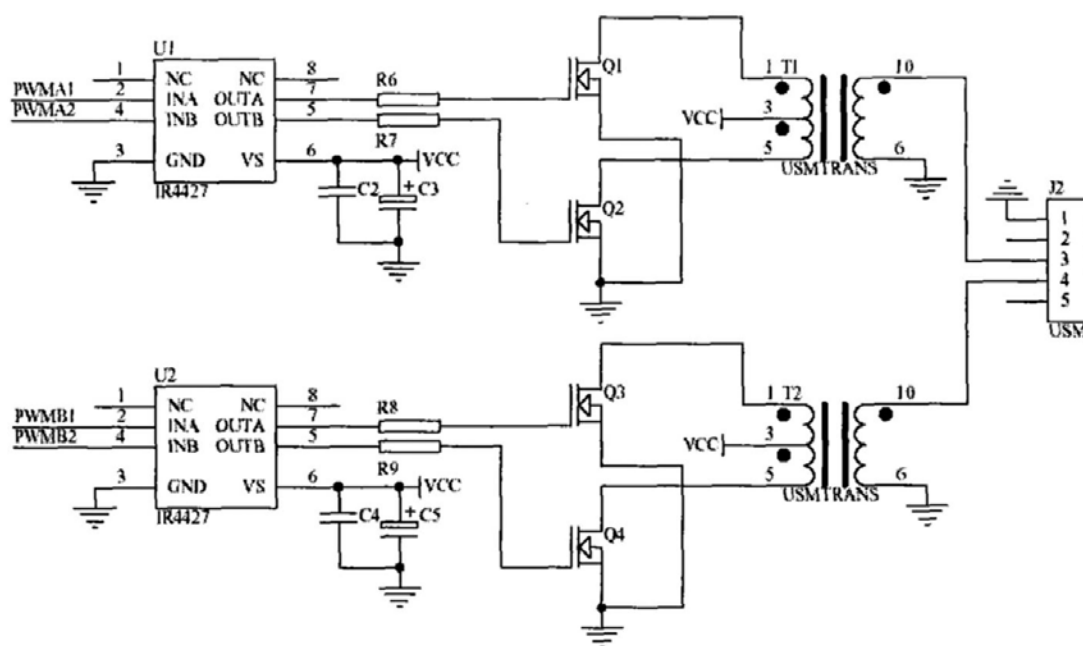 U1
1 NC NC 8
PWMA1 2 INA OUTA 7 R6
PWMA2 4 INB OUTB 5
R7
3 GND VS 6 VCC
IR4427
C2 + C3
Q1
Q2
1 T1 10
VCC 3
5 6
USMTRANS
J2
1
2
3
4
5
USM
U2
1 NC NC 8
PWMB1 2 INA OUTA 7 R8
PWMB2 4 INB OUTB 5
R9
3 GND VS 6 VCC
IR4427
C4 + C5
Q3
Q4
1 T2 10
VCC 3
5 6
USMTRANS